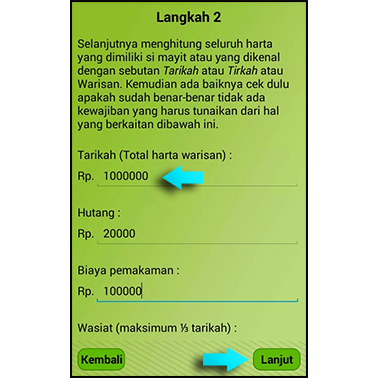 Langkah 2
Selanjutnya menghitung seluruh harta
yang dimiliki si mayit atau yang dikenal
dengan sebutan Tarikah atau Tirkah atau
Warisan. Kemudian ada baiknya cek dulu
apakah sudah benar-benar tidak ada
kewajiban yang harus tunaikan dari hal
yang berkaitan dibawah ini.
Tarikah (Total harta warisan) :
Rp. 1000000
Hutang :
Rp. 20000
Biaya pemakaman :
Rp. 100000
Wasiat (maksimum ⅓ tarikah) :
Kembali Lanjut